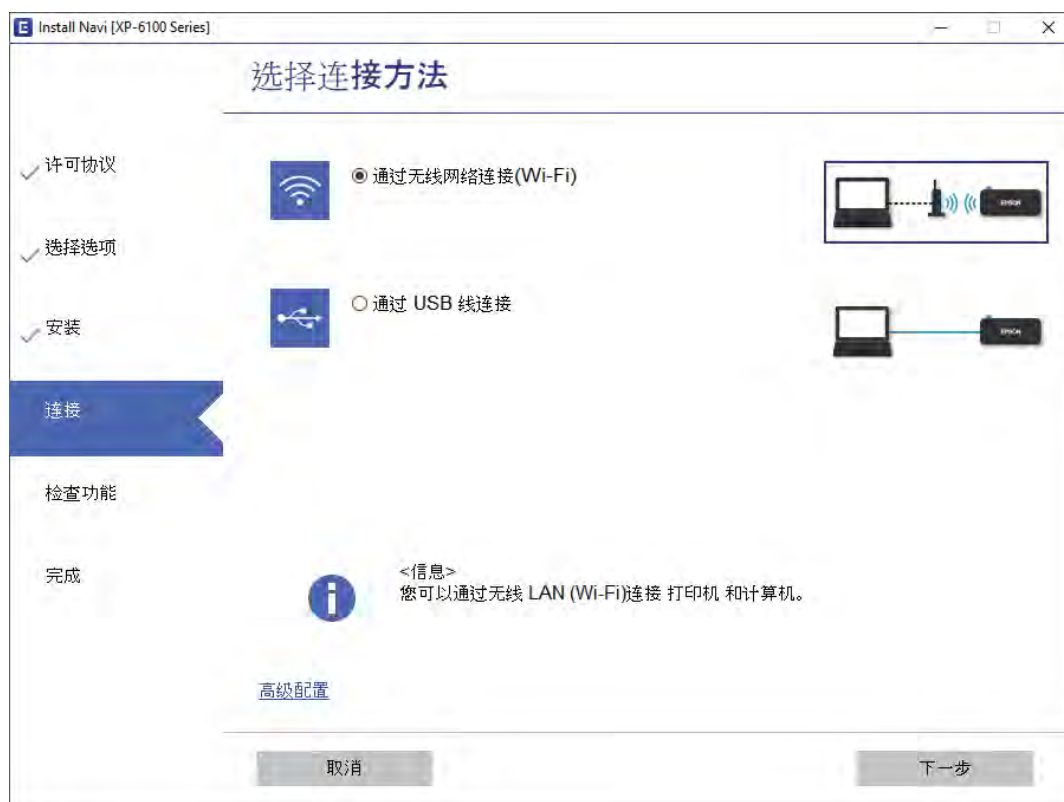 Install Navi [XP-6100 Series]
选择连接方法
许可协议
选择选项
安装
连接
检查功能
完成
通过无线网络连接(Wi-Fi)
EPSON
通过 USB 线连接
EPSON
<信息>
您可以通过无线 LAN (Wi-Fi)连接 打印机 和计算机。
高级配置
取消
下一步